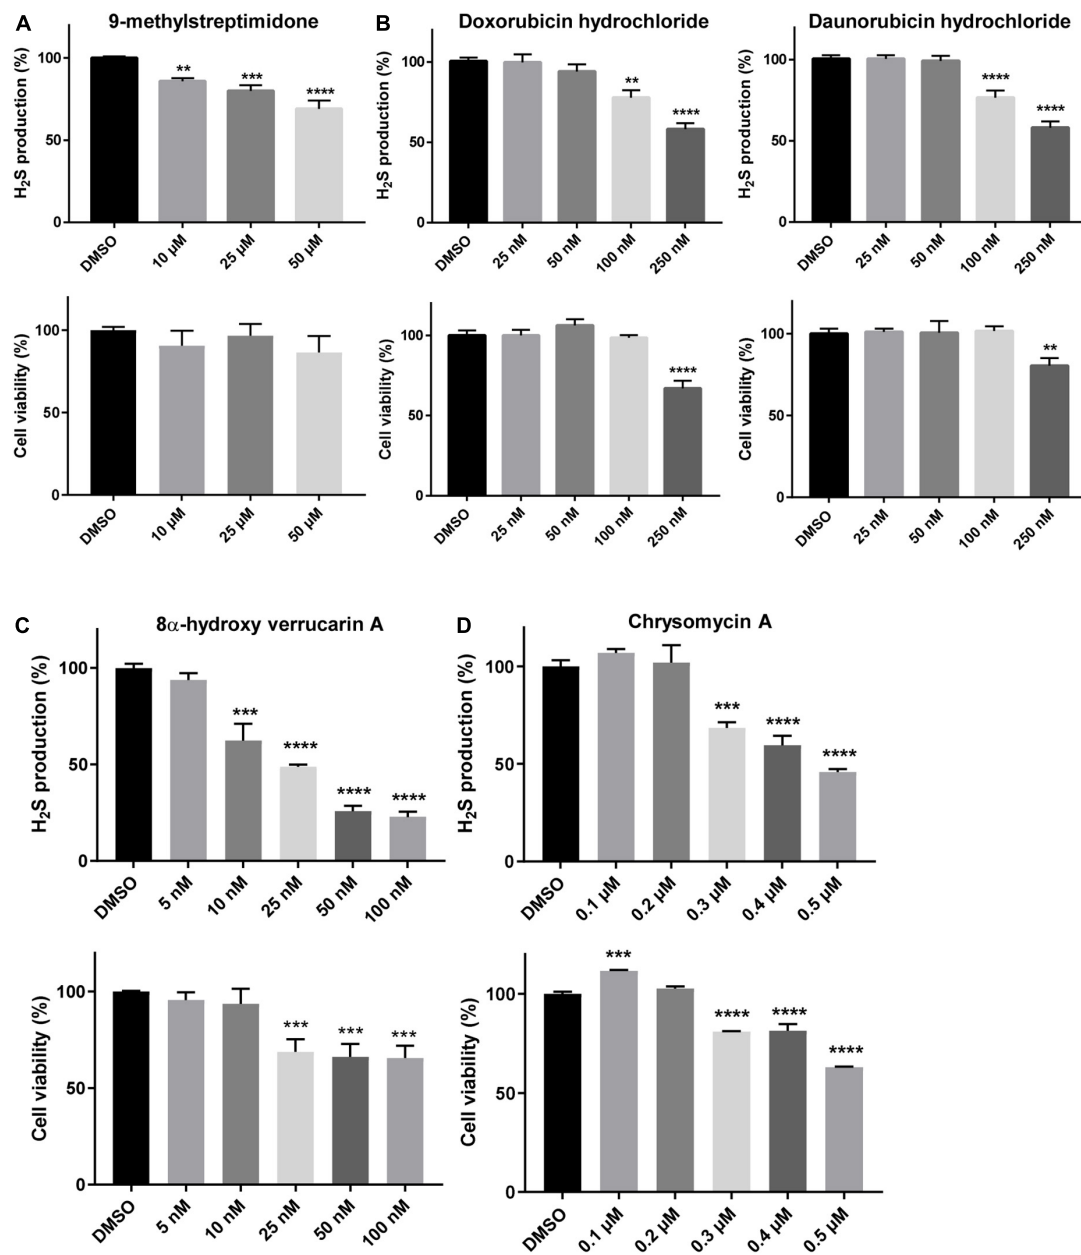 A
9-methylstreptimidone
H2S production (%)
100
50
0
**
***
****
DMSO
10 µM
25 µM
50 µM
Cell viability (%)
100
50
0
DMSO
10 µM
25 µM
50 µM
B
Doxorubicin hydrochloride
H2S production (%)
100
50
0
**
****
DMSO
25 nM
50 nM
100 nM
250 nM
Daunorubicin hydrochloride
H2S production (%)
100
50
0
****
****
DMSO
25 nM
50 nM
100 nM
250 nM
Cell viability (%)
100
50
0
****
DMSO
25 nM
50 nM
100 nM
250 nM
Cell viability (%)
100
50
0
**
DMSO
25 nM
50 nM
100 nM
250 nM
C
8α-hydroxy verrucarin A
H2S production (%)
100
50
0
***
****
****
****
DMSO
5 nM
10 nM
25 nM
50 nM
100 nM
Cell viability (%)
100
50
0
***
***
***
DMSO
5 nM
10 nM
25 nM
50 nM
100 nM
D
Chrysomycin A
H2S production (%)
100
50
0
***
****
****
DMSO
0.1 µM
0.2 µM
0.3 µM
0.4 µM
0.5 µM
Cell viability (%)
100
50
0
***
****
****
****
DMSO
0.1 µM
0.2 µM
0.3 µM
0.4 µM
0.5 µM